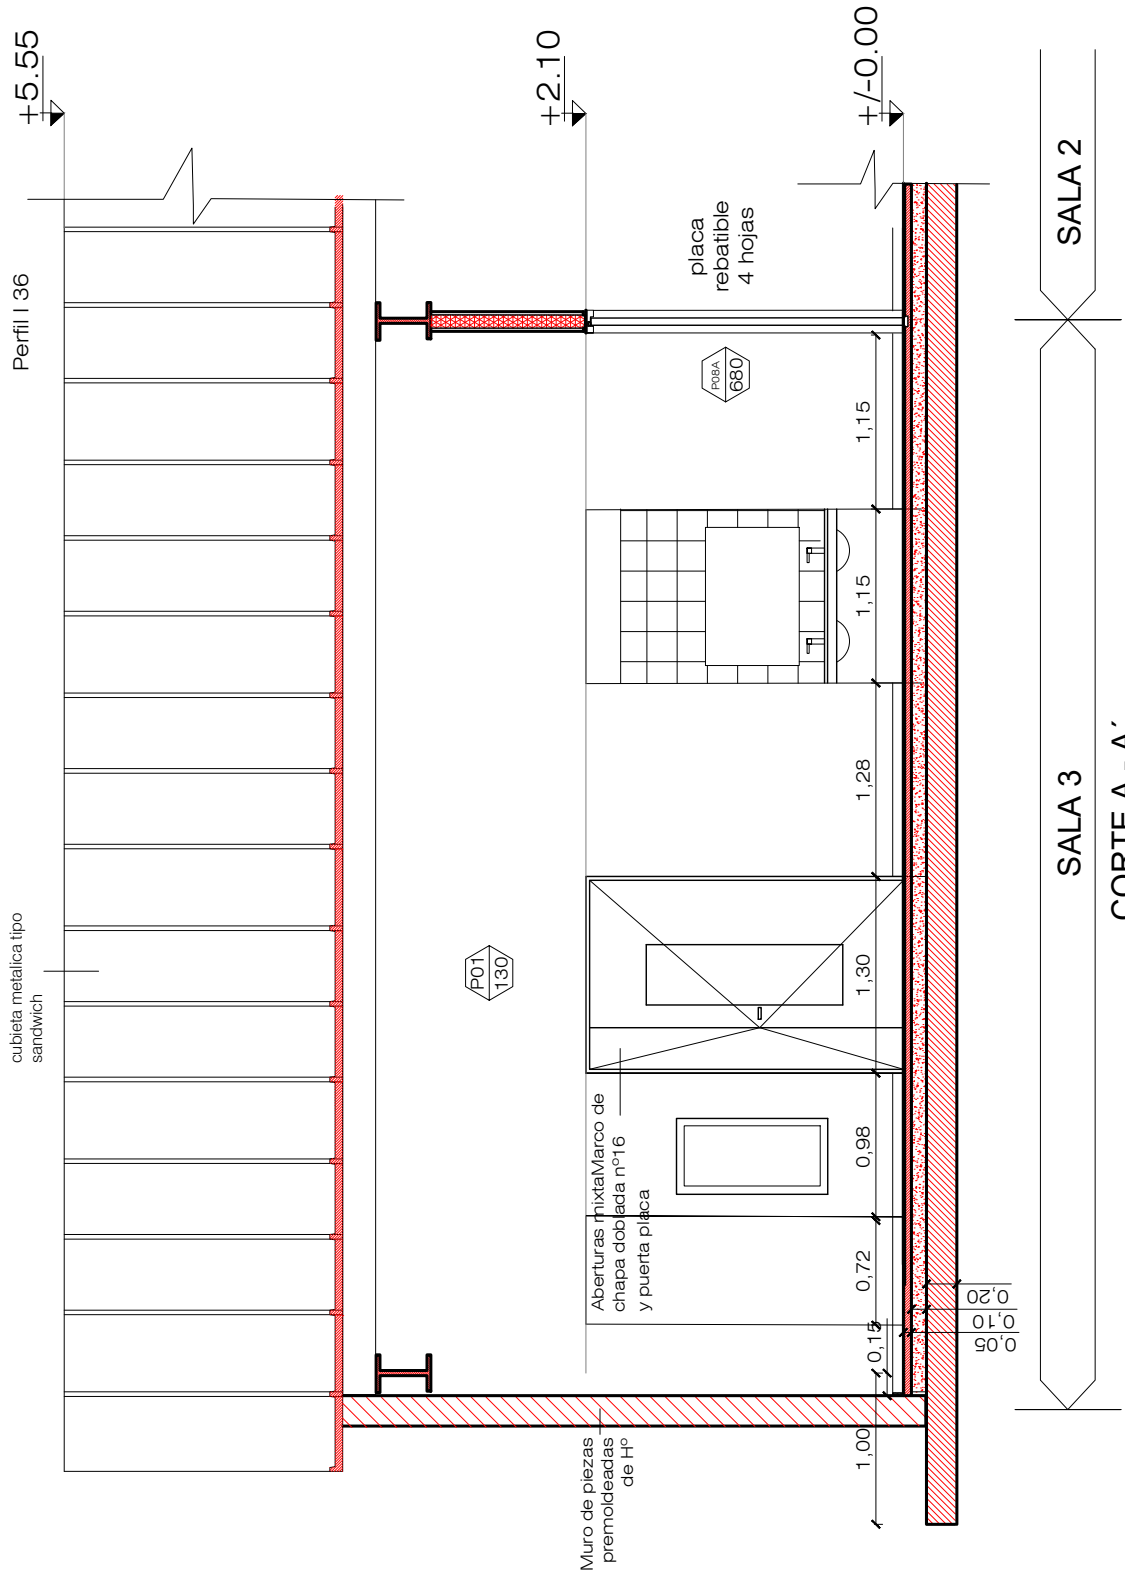 cubieta metalica tipo
sandwich
Perfil I 36
+5.55
+2.10
+/-0.00
P01
130
P08A
680
placa
rebatible
4 hojas
Aberturas mixtaMarco de
chapa doblada nº16
y puerta placa
Muro de piezas
premoldeadas
de Hº
1,00
0,15
0,72
0,98
1,30
1,28
1,15
1,15
0,05
0,10
0,20
SALA 3
SALA 2
CORTE A - A´